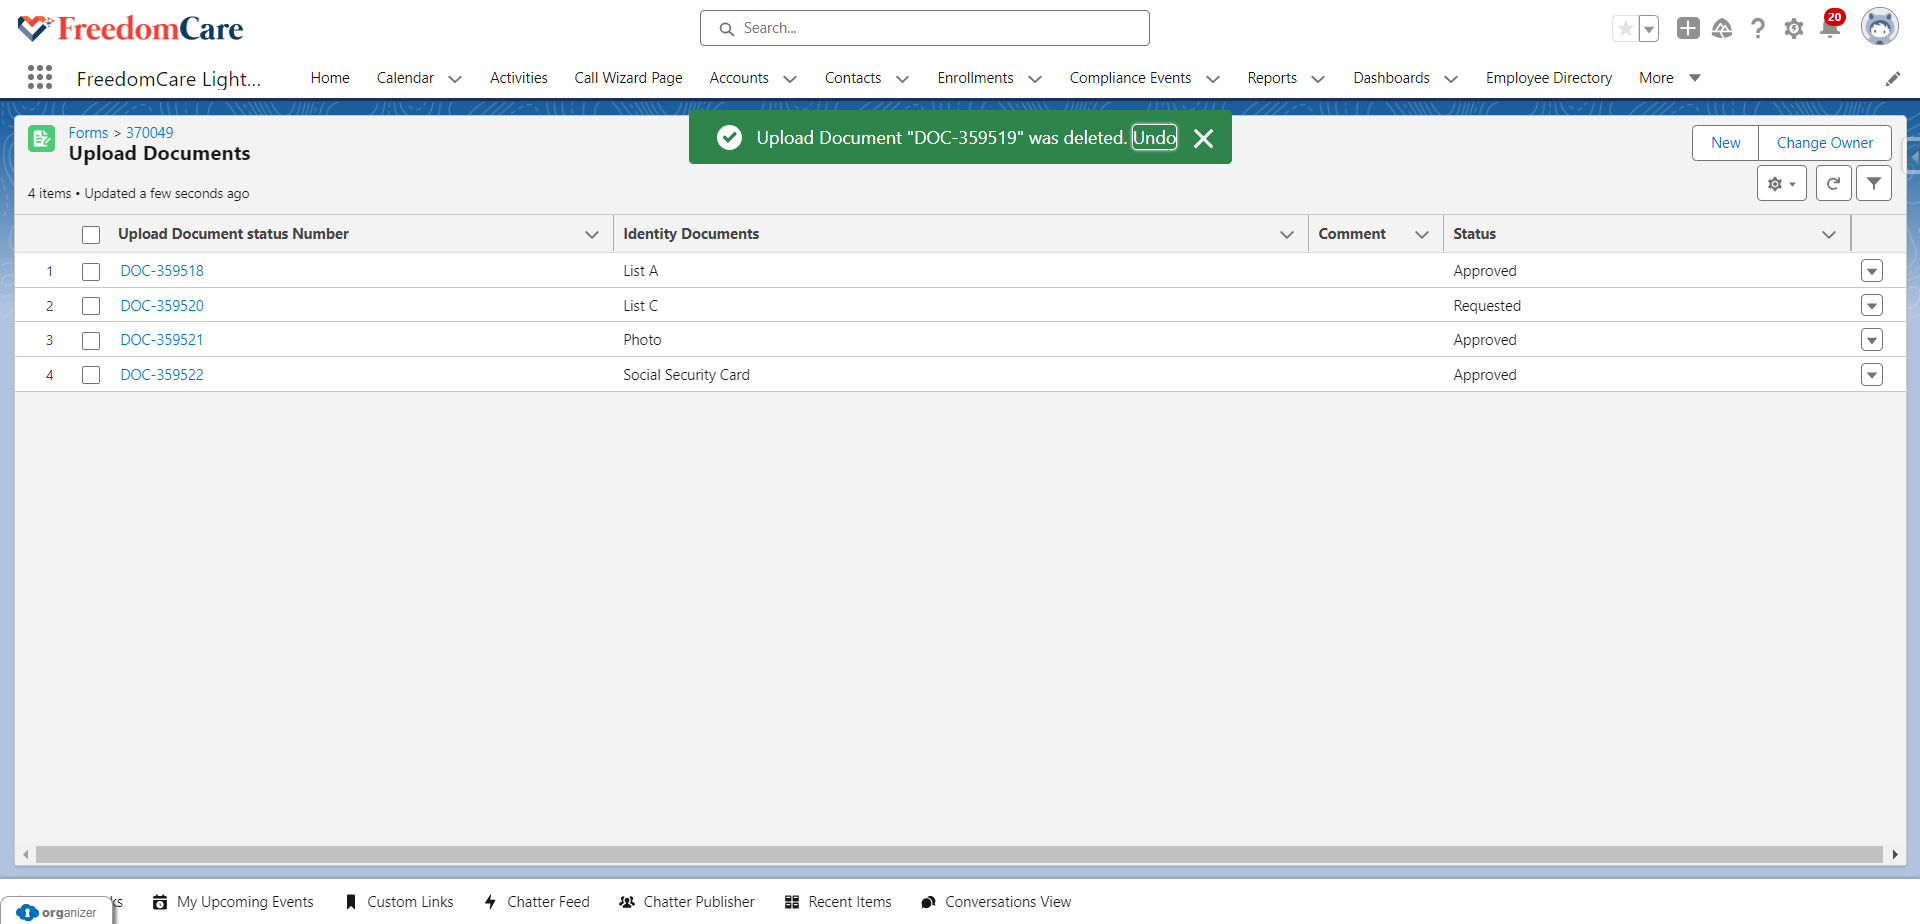 FreedomCare
Search...
20
FreedomCare Light...
Home
Calendar
Activities
Call Wizard Page
Accounts
Contacts
Enrollments
Compliance Events
Reports
Dashboards
Employee Directory
More
Forms > 370049
Upload Documents
Upload Document "DOC-359519" was deleted. Undo
New
Change Owner
4 items • Updated a few seconds ago
Upload Document status Number
Identity Documents
Comment
Status
1 DOC-359518 List A Approved
2 DOC-359520 List C Requested
3 DOC-359521 Photo Approved
4 DOC-359522 Social Security Card Approved
ks
My Upcoming Events
Custom Links
Chatter Feed
Chatter Publisher
Recent Items
Conversations View
organizer